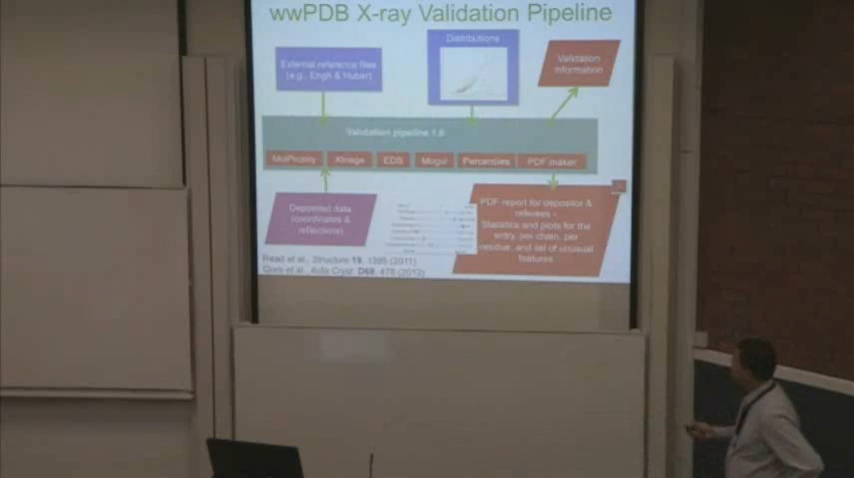 wwPDB X-ray Validation Pipeline
External reference files
(e.g., Engh & Huber)
Distributions
Validation
information
Validation pipeline 1.6
MolProbity
Xtriage
EDS
Mogul
Percentiles
PDF maker
Deposited data
(coordinates &
reflections)
PDF report for depositor &
referees -
Statistics and plots for the
entry, per chain, per
residue, and list of unusual
features
Read et al., Structure 19, 1395 (2011)
Gore et al., Acta Cryst. D68, 478 (2012)